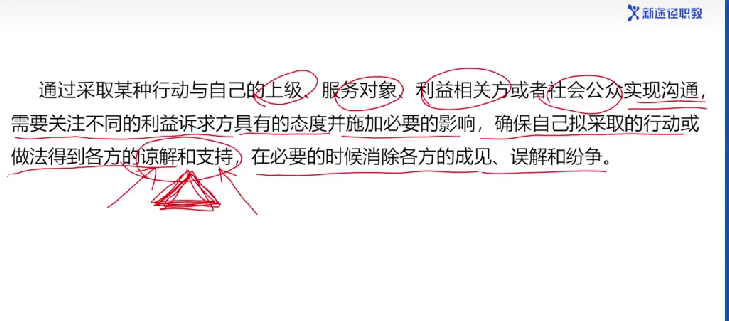 新途径职教
通过采取某种行动与自己的上级、服务对象、利益相关方或者社会公众实现沟通，
需要关注不同的利益诉求方具有的态度并施加必要的影响，确保自己拟采取的行动或
做法得到各方的谅解和支持，在必要的时候消除各方的成见、误解和纷争。